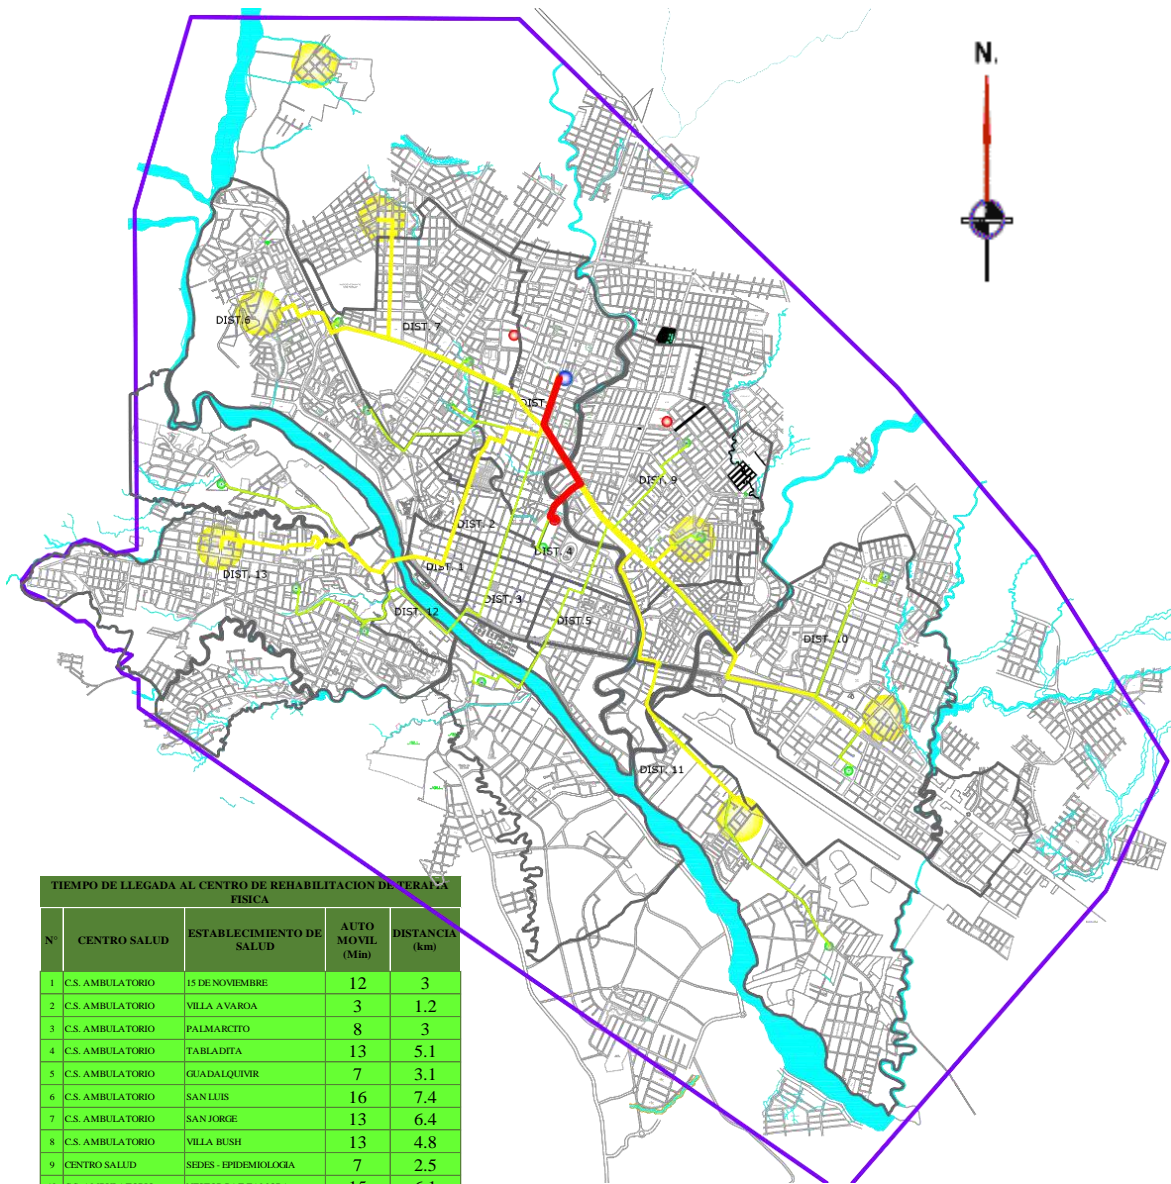 N.
DIST.6
DIST. 7
DIST
DIST. 9
DIST. 2
DIST. 4
DIST. 1
DIST. 13
DIST. 3
DIST. 12
DIST.5
DIST. 10
DIST. 11
TIEMPO DE LLEGADA AL CENTRO DE REHABILITACION DE TERAFIA
FISICA
N° CENTRO SALUD ESTABLECIMIENTO DE SALUD AUTO MOVIL (Min) DISTANCIA (km)
1 C.S. AMBULATORIO 15 DE NOVIEMBRE 12 3
2 C.S. AMBULATORIO VILLA AVAROA 3 1.2
3 C.S. AMBULATORIO PALMARCITO 8 3
4 C.S. AMBULATORIO TABLADITA 13 5.1
5 C.S. AMBULATORIO GUADALQUIVIR 7 3.1
6 C.S. AMBULATORIO SAN LUIS 16 7.4
7 C.S. AMBULATORIO SAN JORGE 13 6.4
8 C.S. AMBULATORIO VILLA BUSH 13 4.8
9 CENTRO SALUD SEDES - EPIDEMIOLOGIA 7 2.5